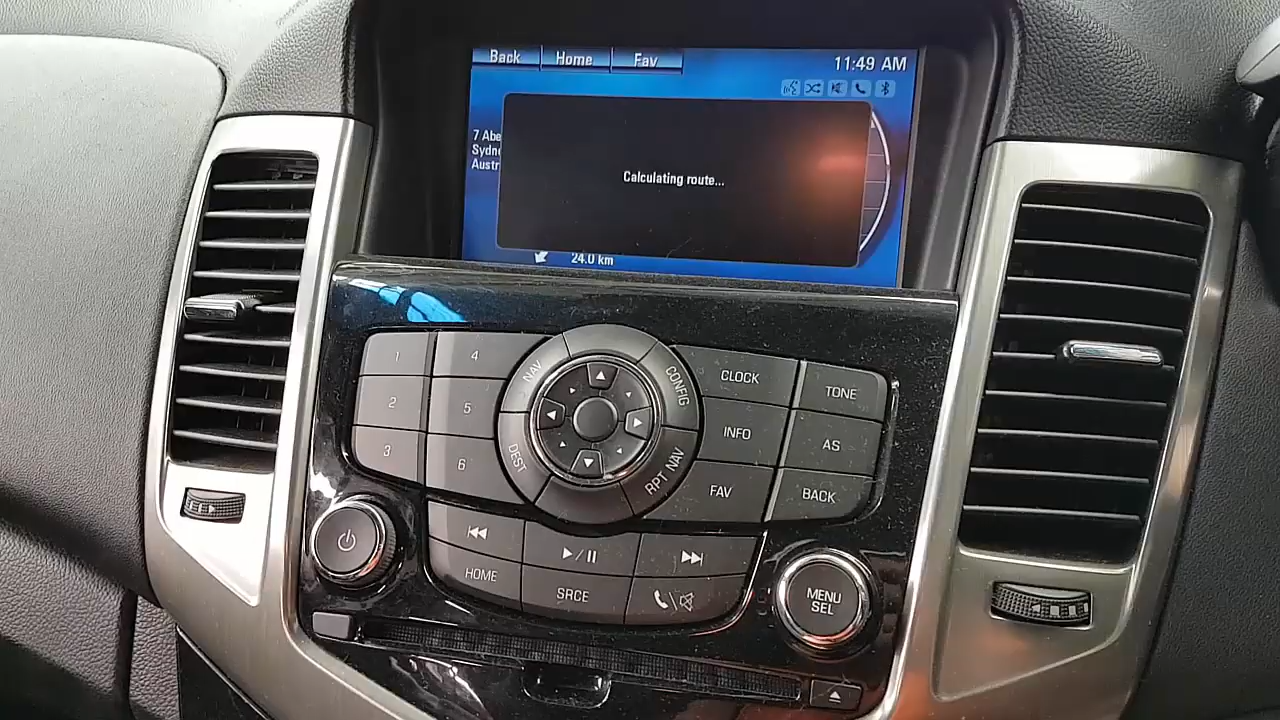 Back Home Fav 11:49 AM
7 Abe
Sydne
Austr
Calculating route...
24.0 km
1 4 NAV CONFIG CLOCK TONE
2 5 INFO AS
3 6 DEST RPT NAV FAV BACK
HOME SRCE
MENU
SEL